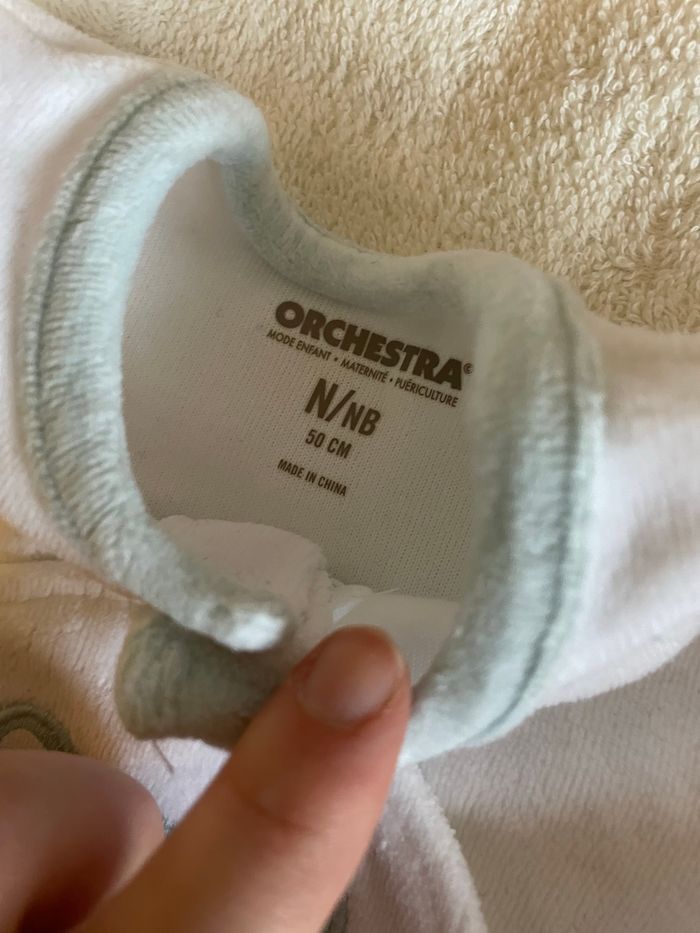 ORCHESTRA®
MODE ENFANT • MATERNITÉ • PUÉRICULTURE
N/NB
50 CM
MADE IN CHINA